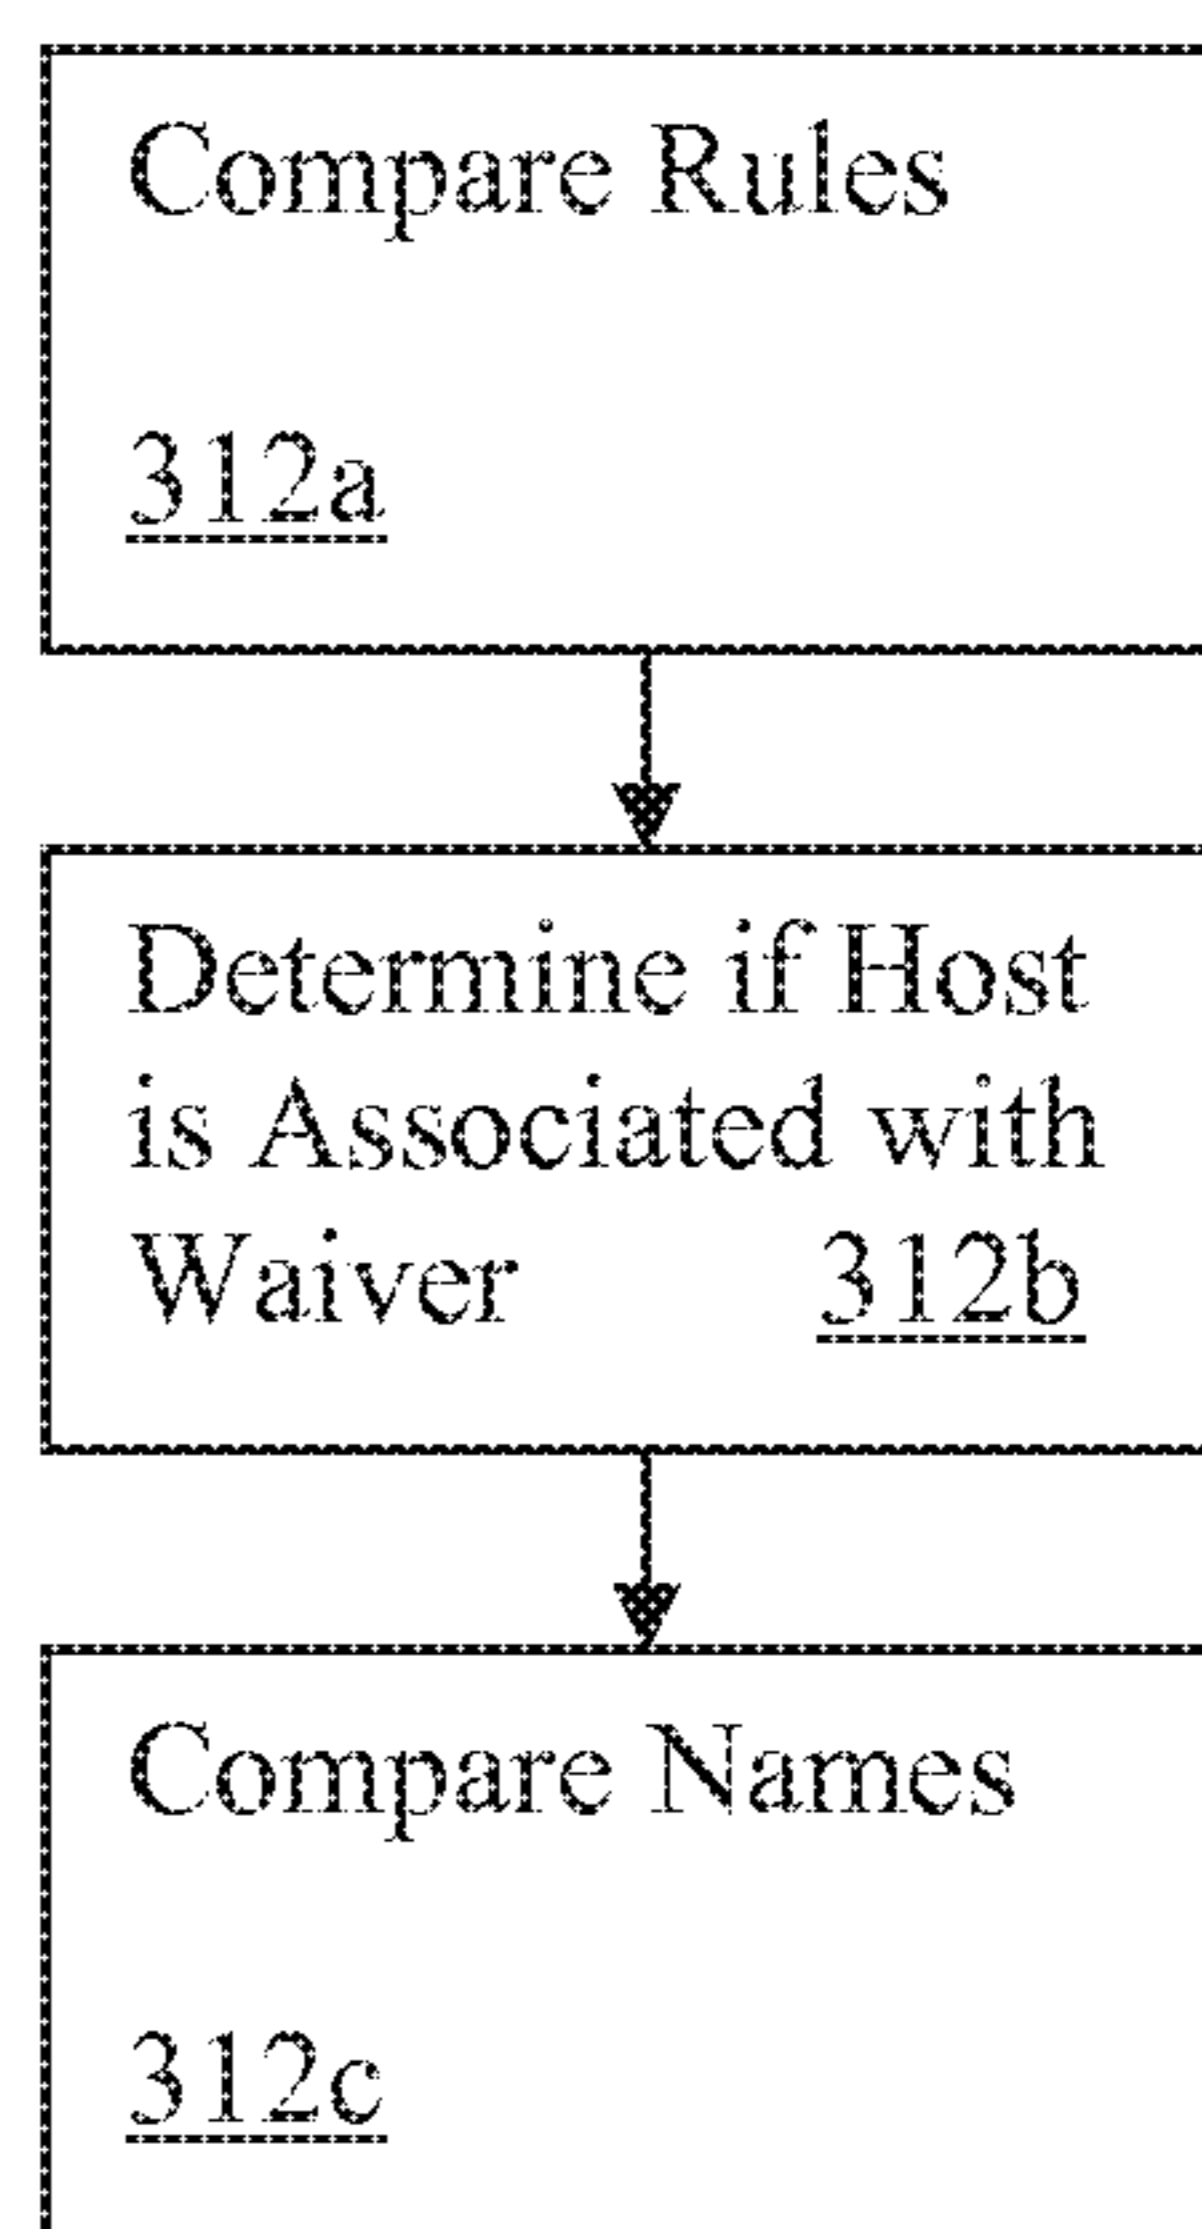 Compare Rules
312a
Determine if Host
is Associated with
Waiver 312b
Compare Names
312c